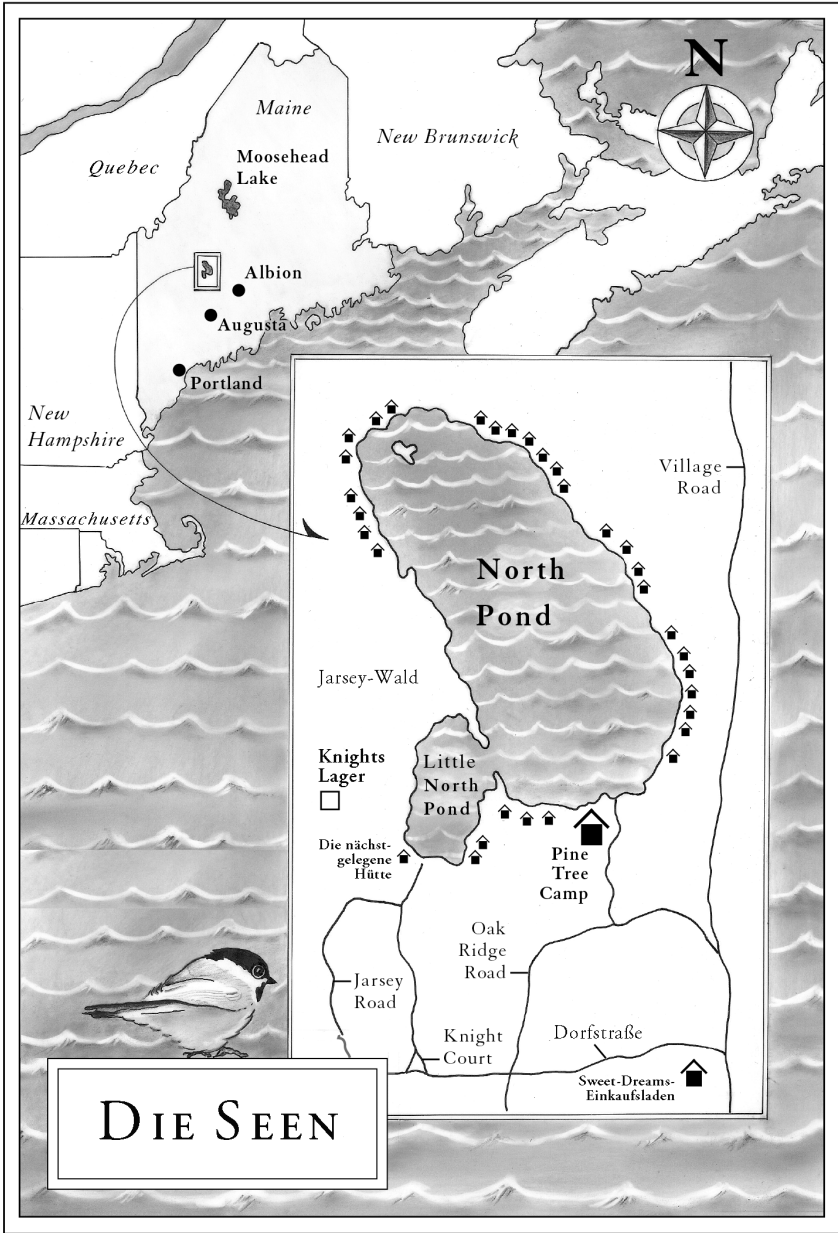 N
Maine
New Brunswick
Quebec
Moosehead
Lake
Albion
Augusta
Portland
New
Hampshire
Massachusetts
Village
Road
North
Pond
Jarsey-Wald
Knights
Lager
Little
North
Pond
Die nächst-
gelegene
Hütte
Pine
Tree
Camp
Oak
Ridge
Road
Jarsey
Road
Knight
Court
Dorfstraße
Sweet-Dreams-
Einkaufsladen
DIE SEEN